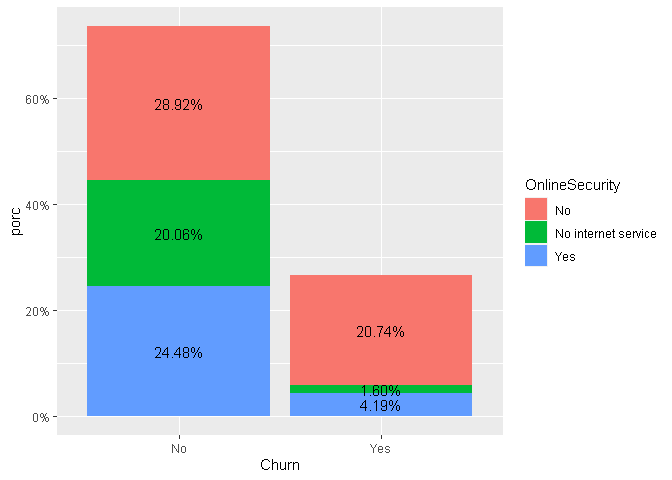 porc
60%
40%
20%
0%
28.92%
20.06%
24.48%
20.74%
1.60%
4.19%
No
Yes
Churn
OnlineSecurity
No
No internet service
Yes